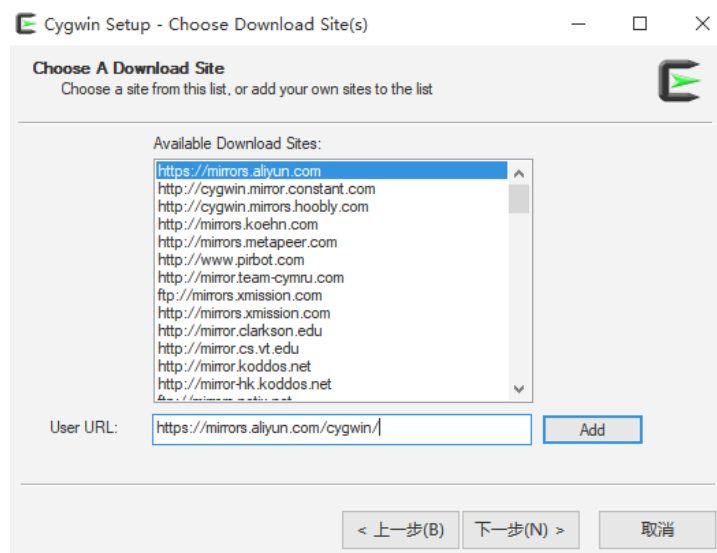 Cygwin Setup - Choose Download Site(s)
Choose A Download Site
Choose a site from this list, or add your own sites to the list
Available Download Sites:
https://mirrors.aliyun.com
http://cygwin.mirror.constant.com
http://cygwin.mirrors.hoobly.com
http://mirrors.koehn.com
http://mirrors.metapeer.com
http://www.pirbot.com
http://mirror.team-cymru.com
ftp://mirrors.xmission.com
http://mirrors.xmission.com
http://mirror.clarkson.edu
http://mirror.cs.vt.edu
http://mirror.koddos.net
http://mirror-hk.koddos.net
User URL: https://mirrors.aliyun.com/cygwin/ Add
< 上一步(B) 下一步(N) > 取消